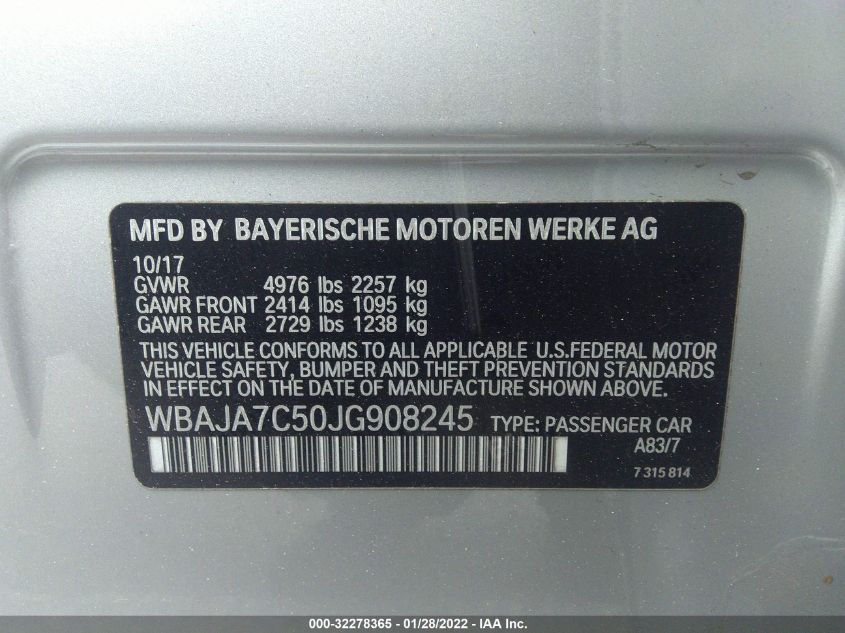 MFD BY BAYERISCHE MOTOREN WERKE AG
10/17
GVWR 4976 lbs 2257 kg
GAWR FRONT 2414 lbs 1095 kg
GAWR REAR 2729 lbs 1238 kg
THIS VEHICLE CONFORMS TO ALL APPLICABLE U.S.FEDERAL MOTOR
VEHICLE SAFETY, BUMPER AND THEFT PREVENTION STANDARDS
IN EFFECT ON THE DATE OF MANUFACTURE SHOWN ABOVE.
WBAJA7C50JG908245 TYPE: PASSENGER CAR
A83/7
7 315 814
000-32278365 - 01/28/2022 - IAA Inc.